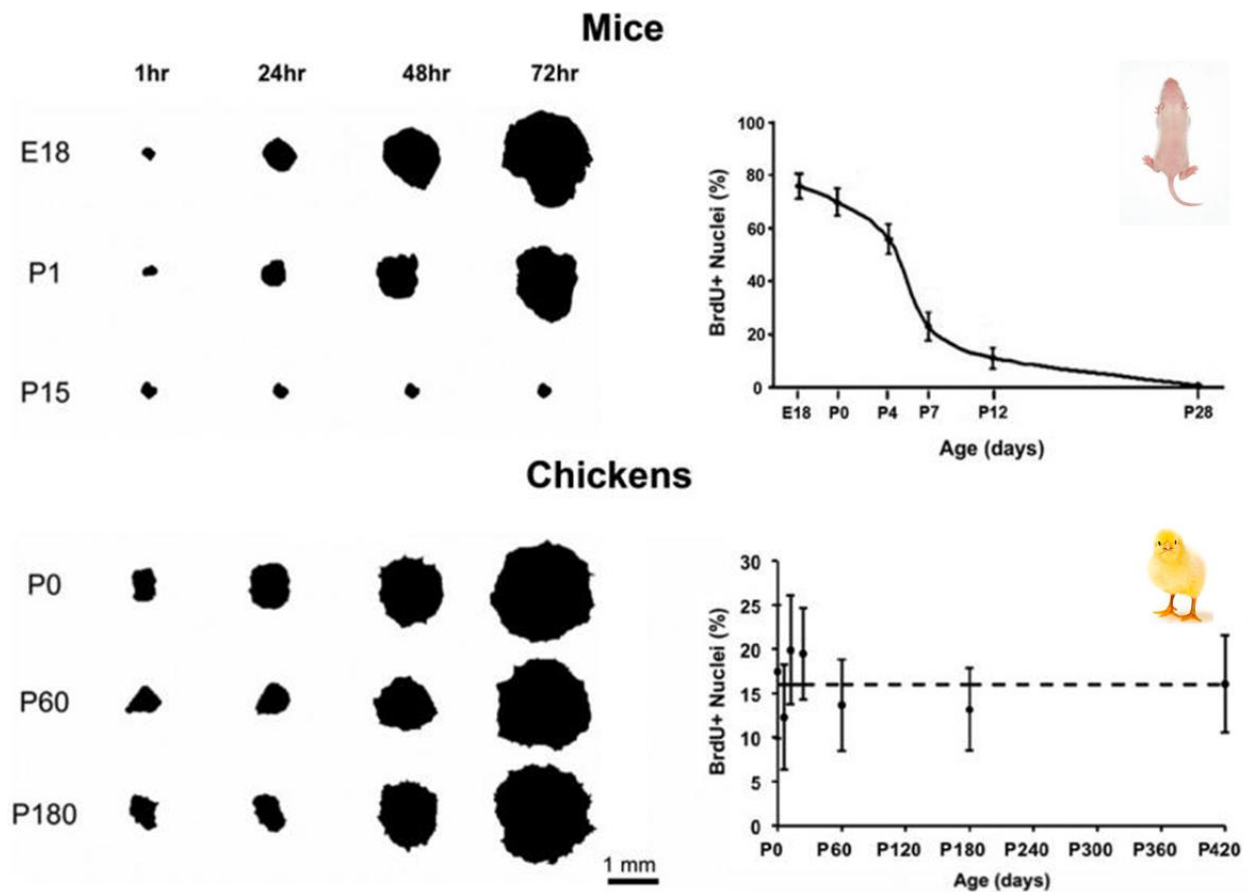 Mice
1hr 24hr 48hr 72hr
E18
P1
P15
BrdU+ Nuclei (%)
100
80
60
40
20
0
E18 P0 P4 P7 P12 P28
Age (days)
Chickens
P0
P60
P180
1 mm
BrdU+ Nuclei (%)
30
25
20
15
10
5
0
P0 P60 P120 P180 P240 P300 P360 P420
Age (days)